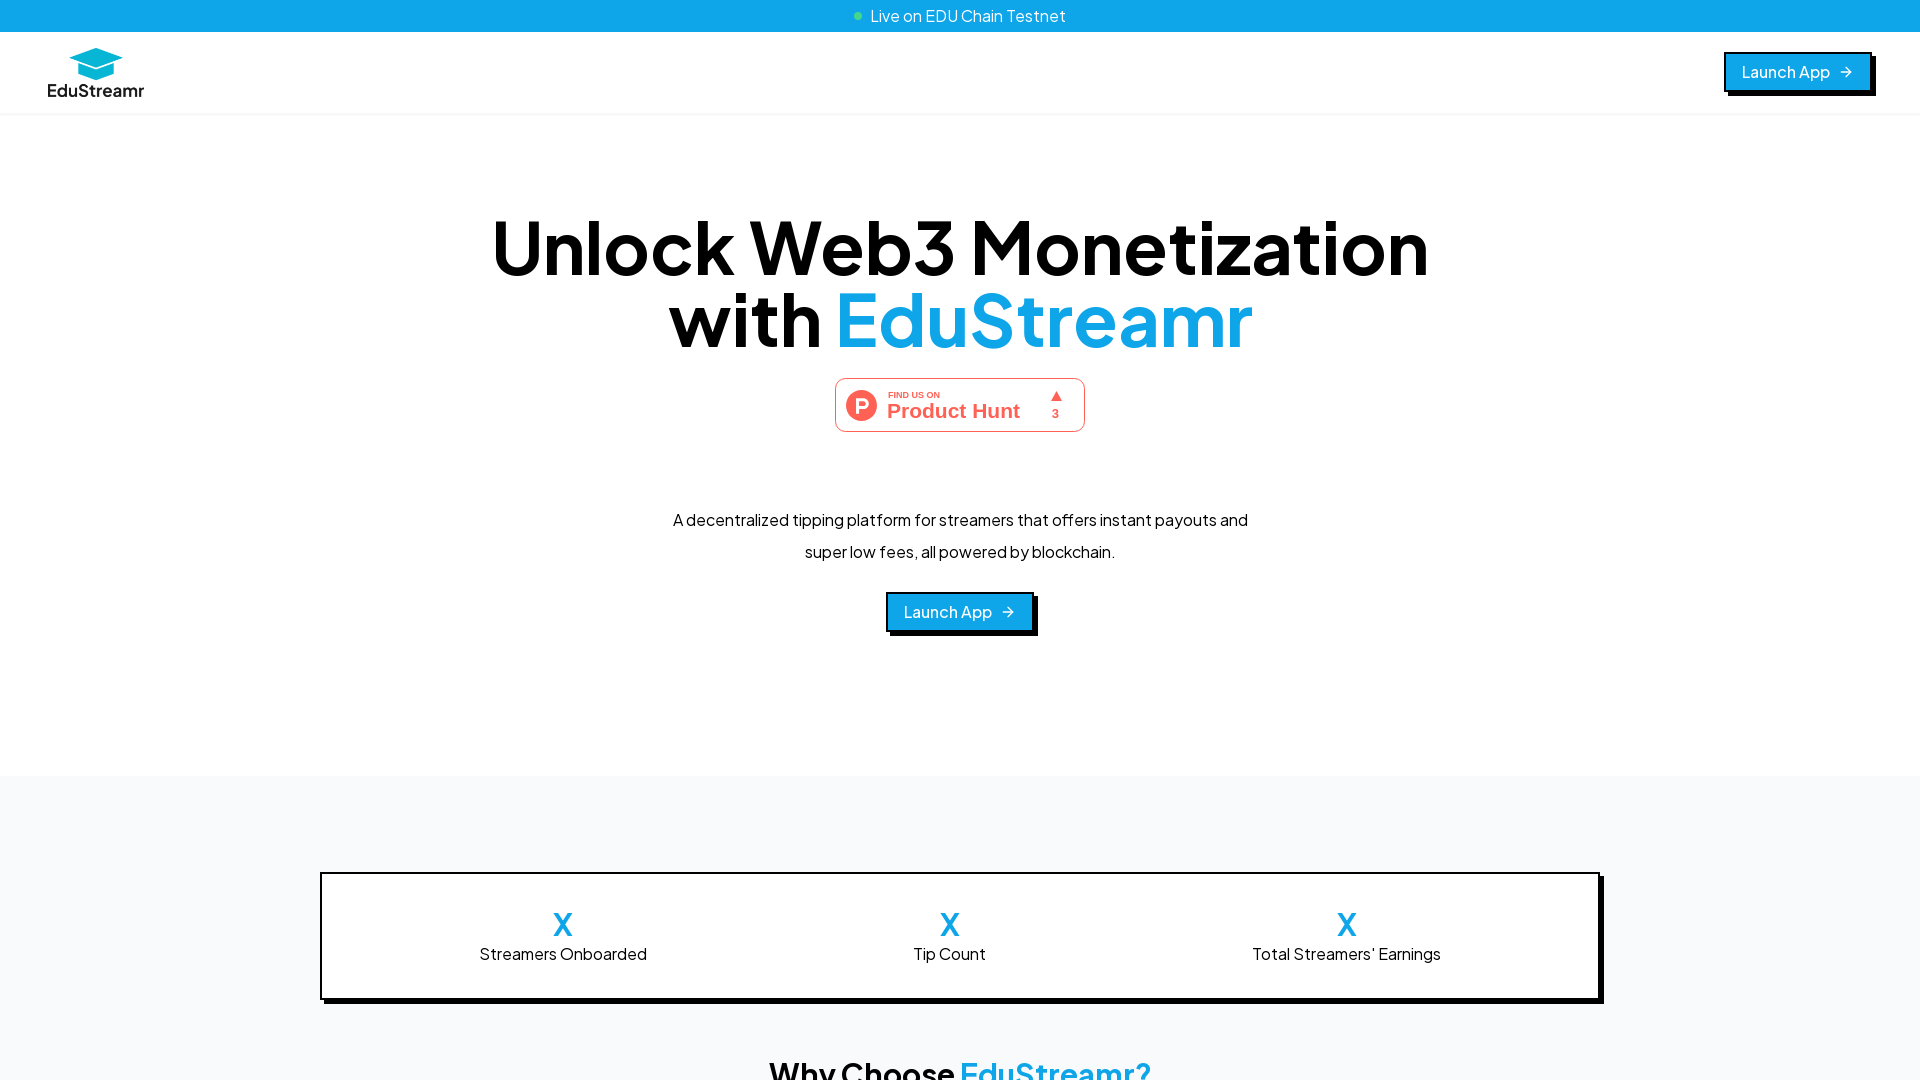 Live on EDU Chain Testnet
EduStreamr
Launch App
Unlock Web3 Monetization
with EduStreamr
FIND US ON
Product Hunt
3
A decentralized tipping platform for streamers that offers instant payouts and
super low fees, all powered by blockchain.
Launch App
X
Streamers Onboarded
X
Tip Count
X
Total Streamers' Earnings
Why Choose EduStreamr?